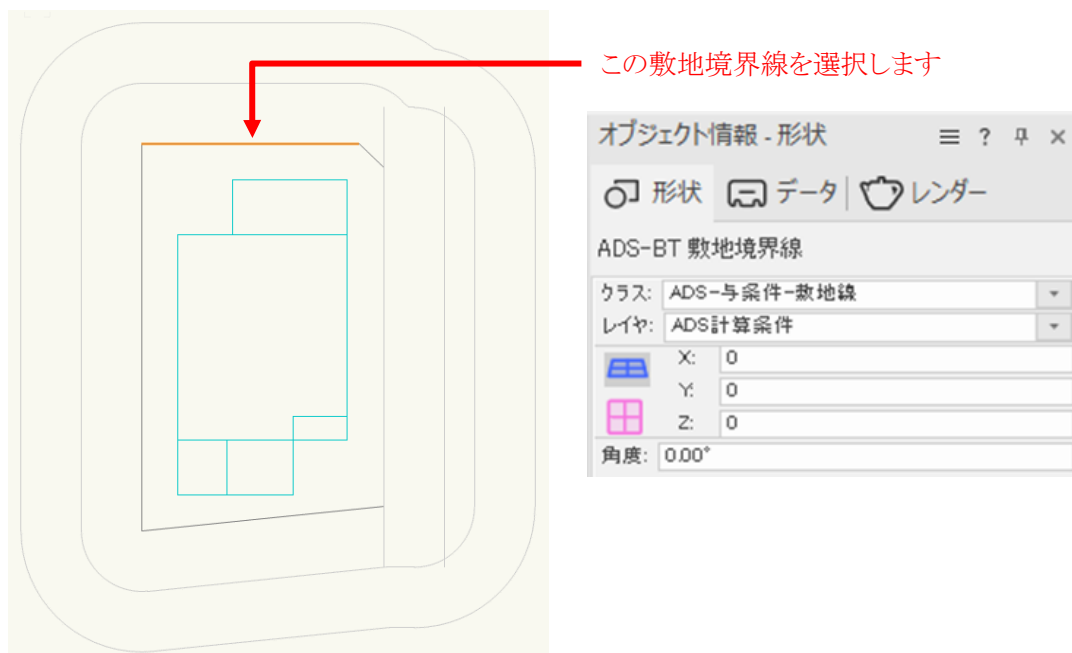 この敷地境界線を選択します
オブジェクト情報 - 形状
形状 データ レンダー
ADS-BT 敷地境界線
クラス: ADS-与条件-敷地線
レイヤ: ADS計算条件
X: 0
Y: 0
Z: 0
角度: 0.00°